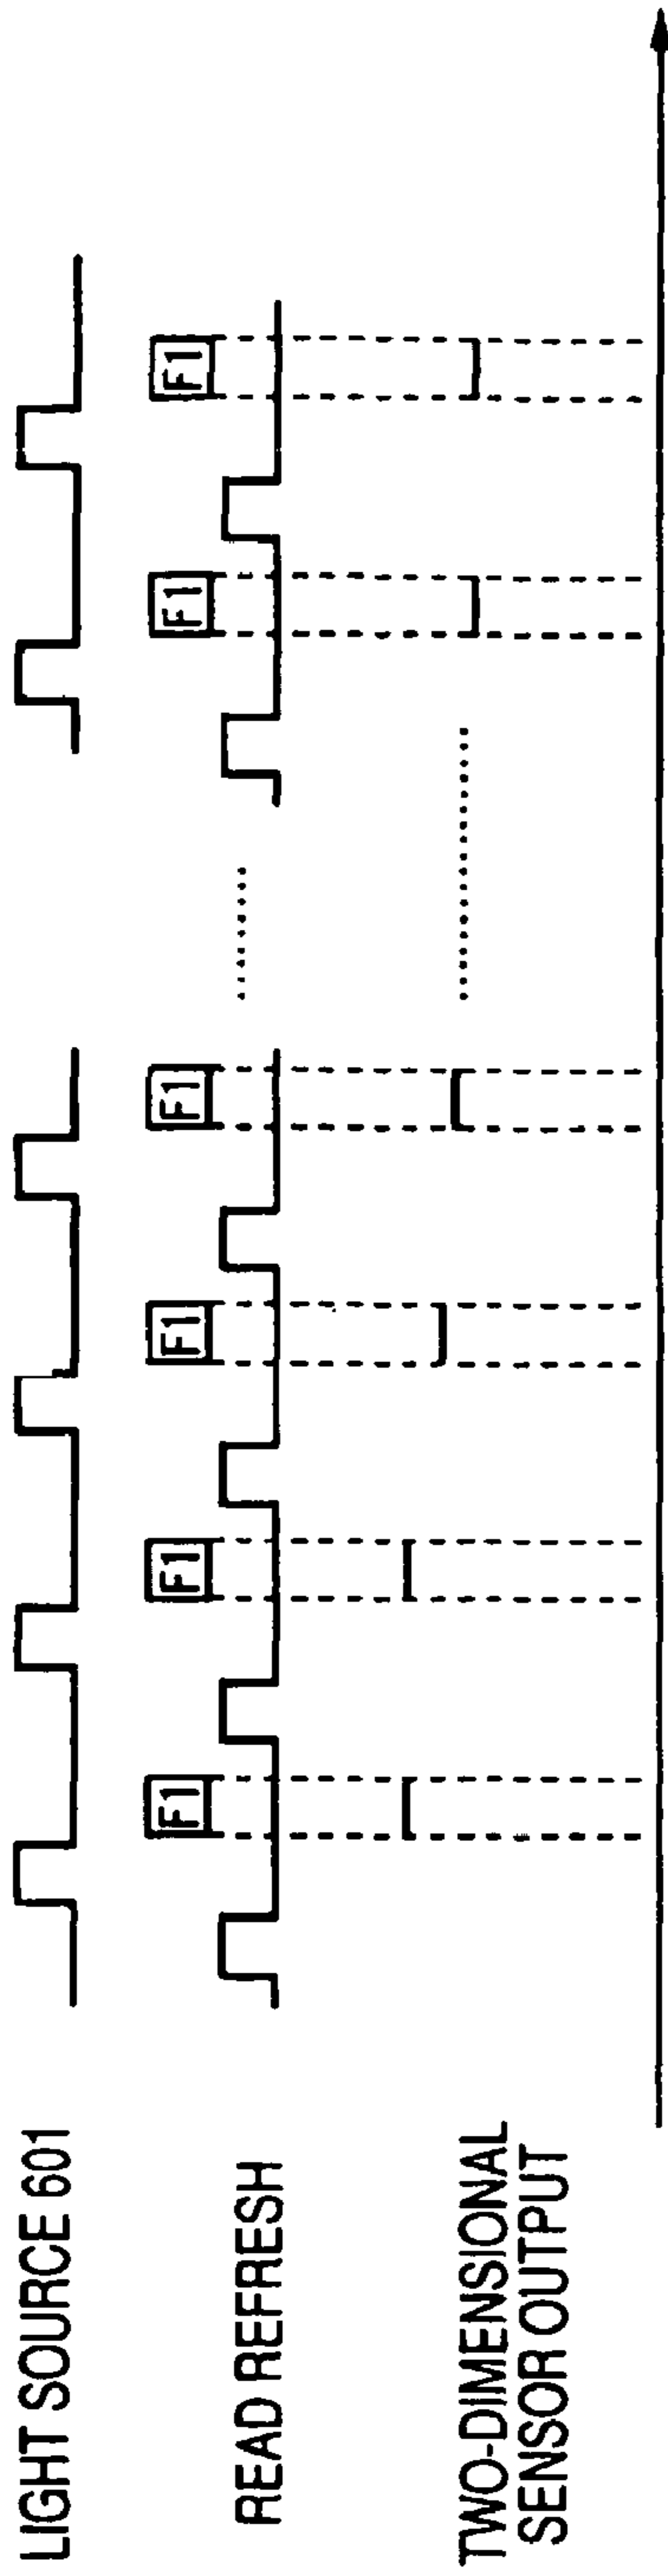 LIGHT SOURCE 601
F1 F1 F1 F1 F1 F1
READ REFRESH
TWO-DIMENSIONAL
SENSOR OUTPUT